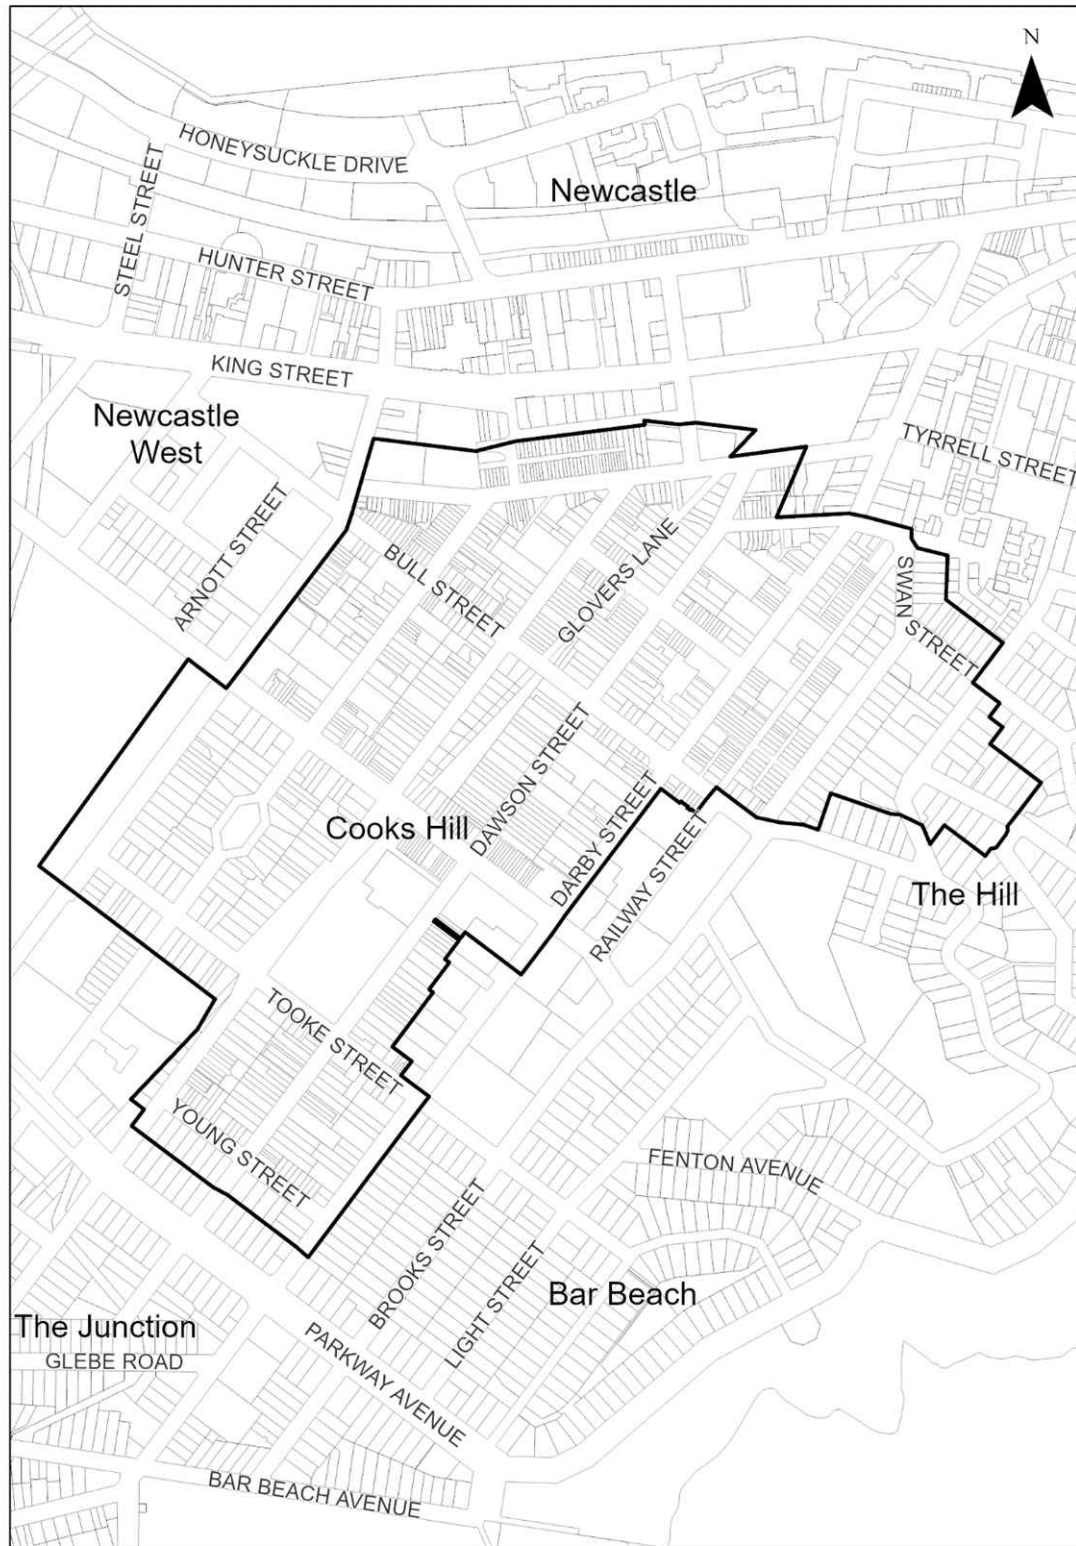 N
HONEYSUCKLE DRIVE
Newcastle
STEEL STREET
HUNTER STREET
KING STREET
Newcastle
West
TYRRELL STREET
ARNOTT STREET
BULL STREET
GLOVERS LANE
SWAN STREET
DAWSON STREET
DARBY STREET
Cooks Hill
RAILWAY STREET
The Hill
TOOKE STREET
YOUNG STREET
FENTON AVENUE
BROOKS STREET
LIGHT STREET
Bar Beach
The Junction
GLEBE ROAD
PARKWAY AVENUE
BAR BEACH AVENUE